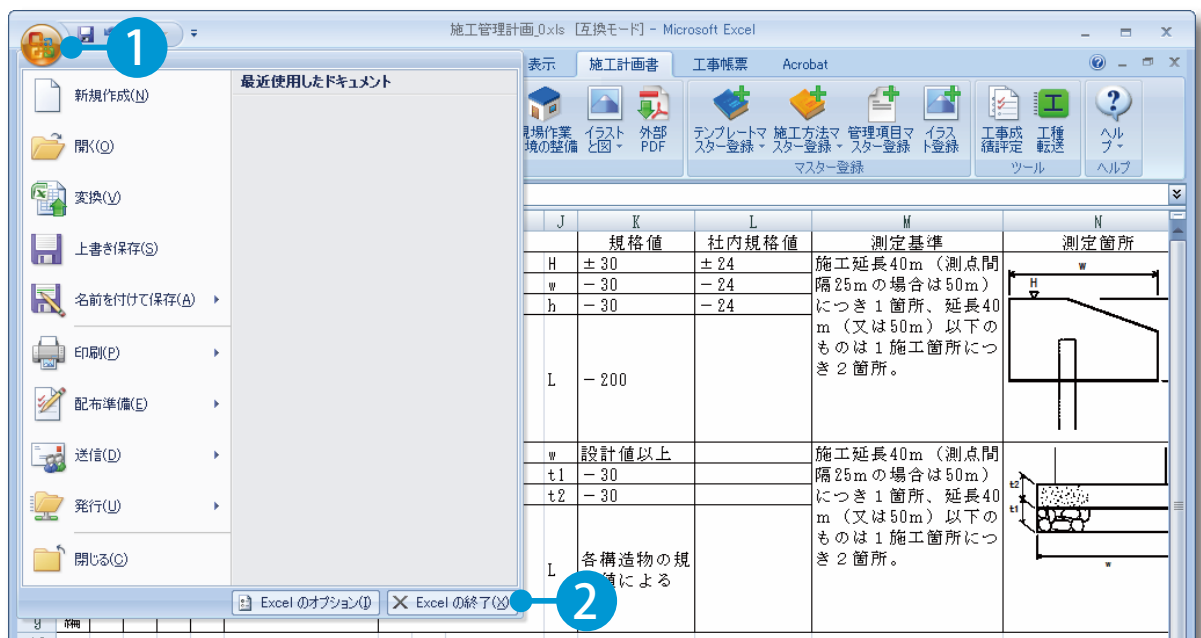 施工管理計画_0.xls [互換モード] - Microsoft Excel
1
表示 施工計画書 工事帳票 Acrobat
最近使用したドキュメント
新規作成(N)
開く(O)
変換(V)
上書き保存(S)
名前を付けて保存(A)
印刷(P)
配布準備(E)
送信(D)
発行(U)
閉じる(C)
Excel のオプション(I) Excel の終了(X)
2
イラスト 外部 テンプレートマ 施工方法マ 管理項目マ イラス 工事成 工種 ヘル
境の整備 と図 PDF スター登録 スター登録 スター登録 ト登録 績評定 転送 プ
マスター登録 ツール ヘルプ
J K L M N
規格値 社内規格値 測定基準 測定箇所
H ±30 ±24
w -30 -24
h -30 -24
L -200
施工延長40m（測点間
隔25mの場合は50m）
につき1箇所、延長40
m（又は50m）以下の
ものは1施工箇所につ
き2箇所。
w
H
w 設計値以上
t1 -30
t2 -30
L 各構造物の規
値による
施工延長40m（測点間
隔25mの場合は50m）
につき1箇所、延長40
m（又は50m）以下の
ものは1施工箇所につ
き2箇所。
t2
t1
w
9